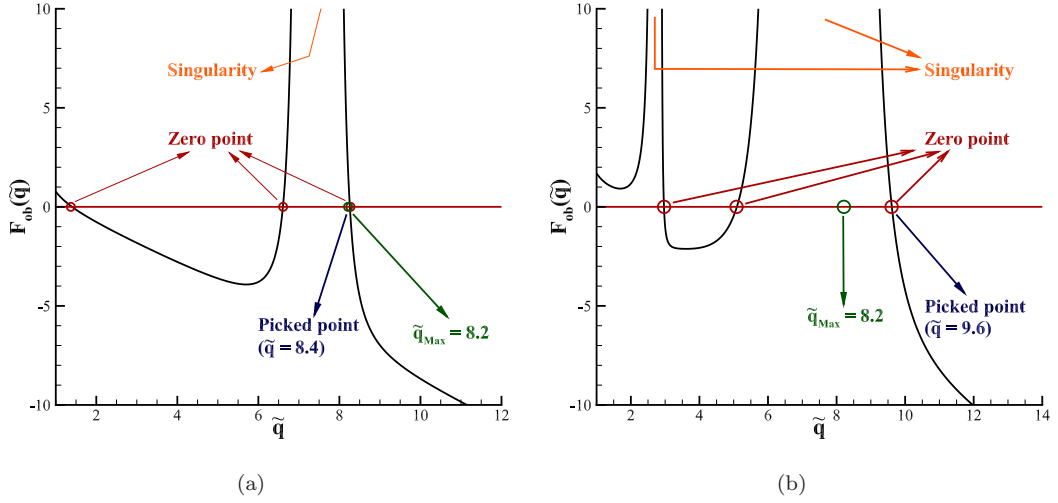 F_ob(q̃)
10
5
0
-5
-10
Singularity
Zero point
Picked point
(q̃ = 8.4)
q̃_Max = 8.2
2
4
6
8
10
12
q̃
(a)
F_ob(q̃)
10
5
0
-5
-10
Singularity
Zero point
q̃_Max = 8.2
Picked point
(q̃ = 9.6)
2
4
6
8
10
12
14
q̃
(b)